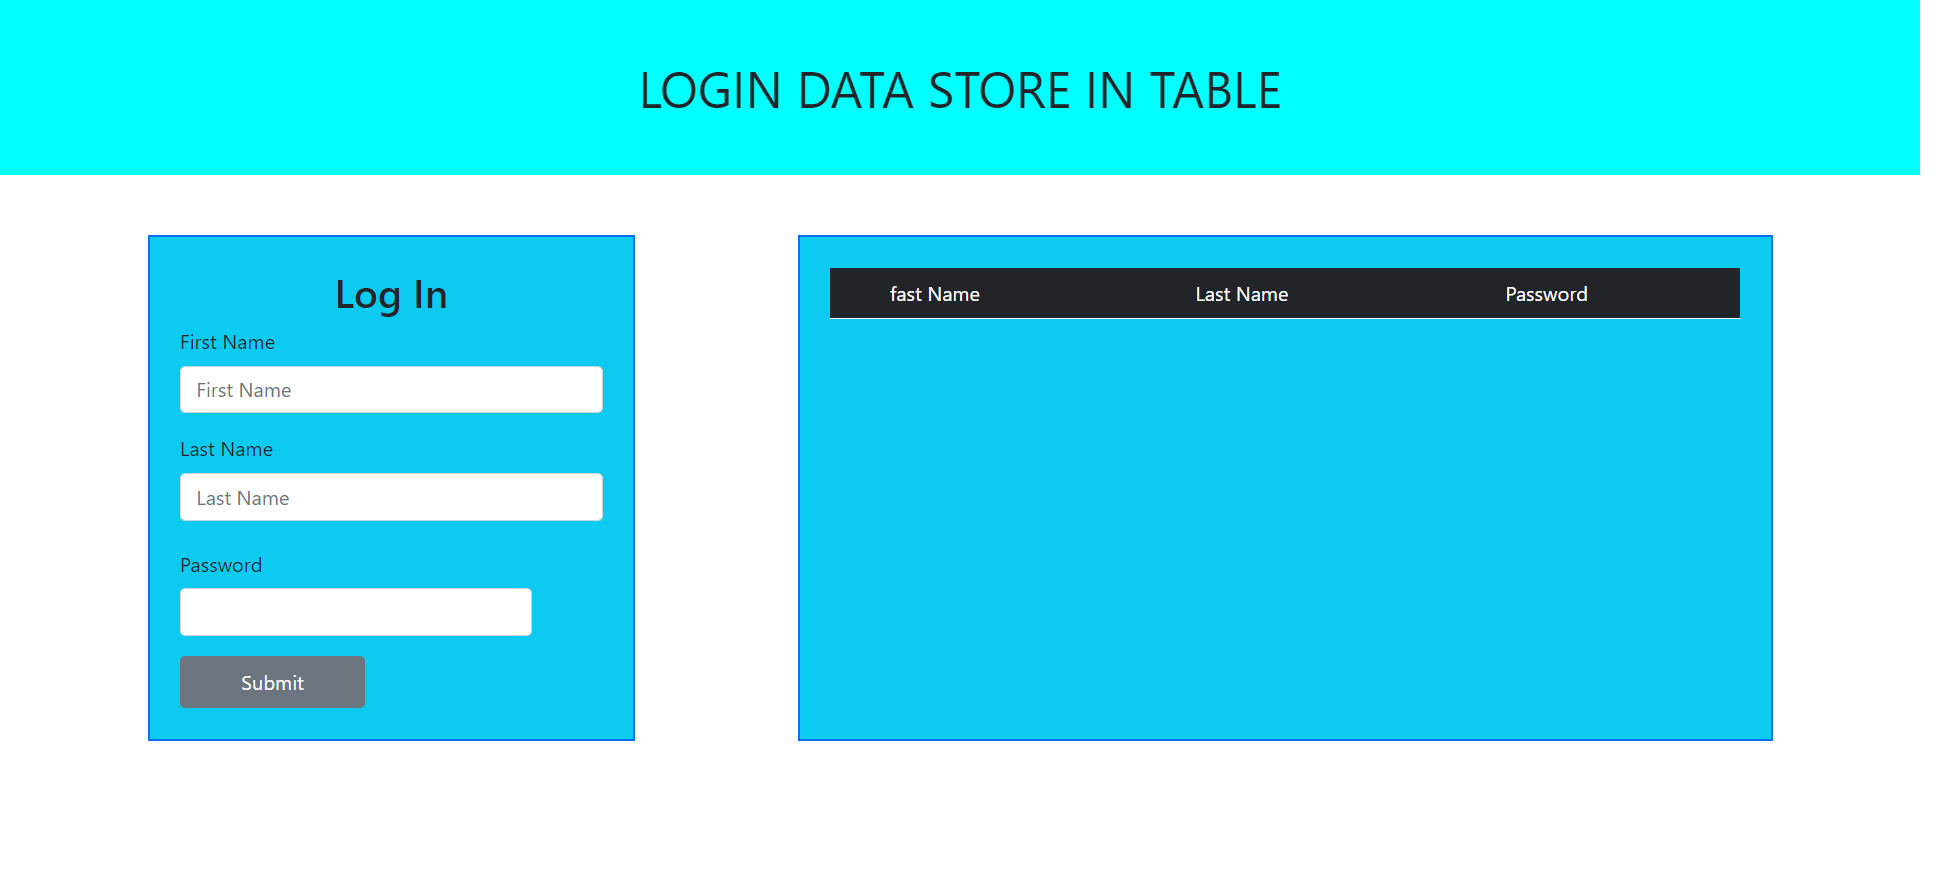 LOGIN DATA STORE IN TABLE
Log In
First Name
First Name
Last Name
Last Name
Password
Submit
fast Name Last Name Password